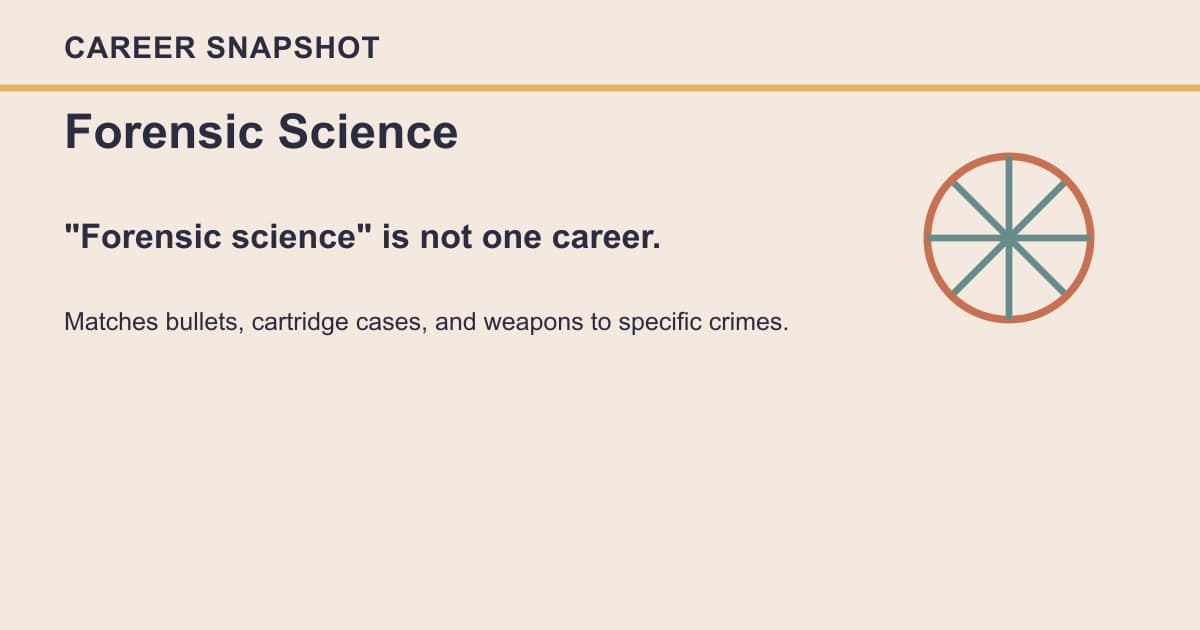 CAREER SNAPSHOT
Forensic Science
"Forensic science" is not one career.
Matches bullets, cartridge cases, and weapons to specific crimes.